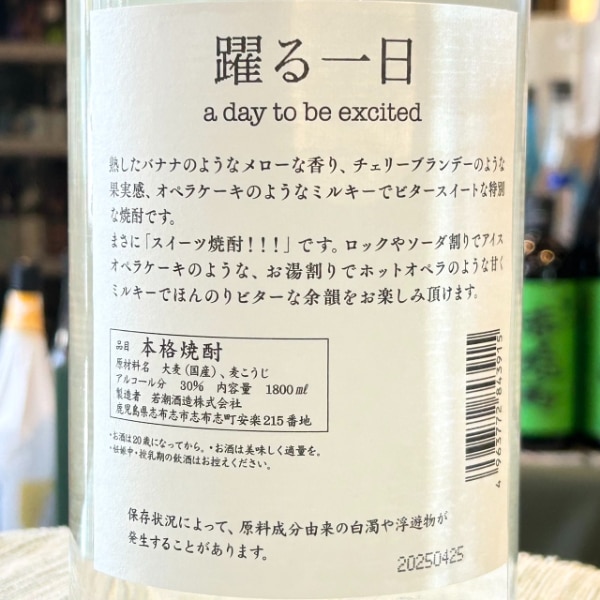 躍る一日
a day to be excited
熟したバナナのようなメローな香り、チェリーブランデーのような
果実感、オペラケーキのようなミルキーでビタースイートな特別
な焼酎です。
まさに「スイーツ焼酎!!!」です。ロックやソーダ割りでアイス
オペラケーキのような、お湯割りでホットオペラのような甘く
ミルキーでほんのりビターな余韻をお楽しみ頂けます。
品目 本格焼酎
原材料名 大麦(国産)、麦こうじ
アルコール分 30% 内容量 1800㎖
製造者 若潮酒造株式会社
鹿児島県志布志市志布志町安楽215番地
・お酒は20歳になってから。・お酒は美味しく適量を。
・妊娠中・授乳期の飲酒はお控えください。
4963772843915
保存状況によって、原料成分由来の白濁や浮遊物が
発生することがあります。
20250425